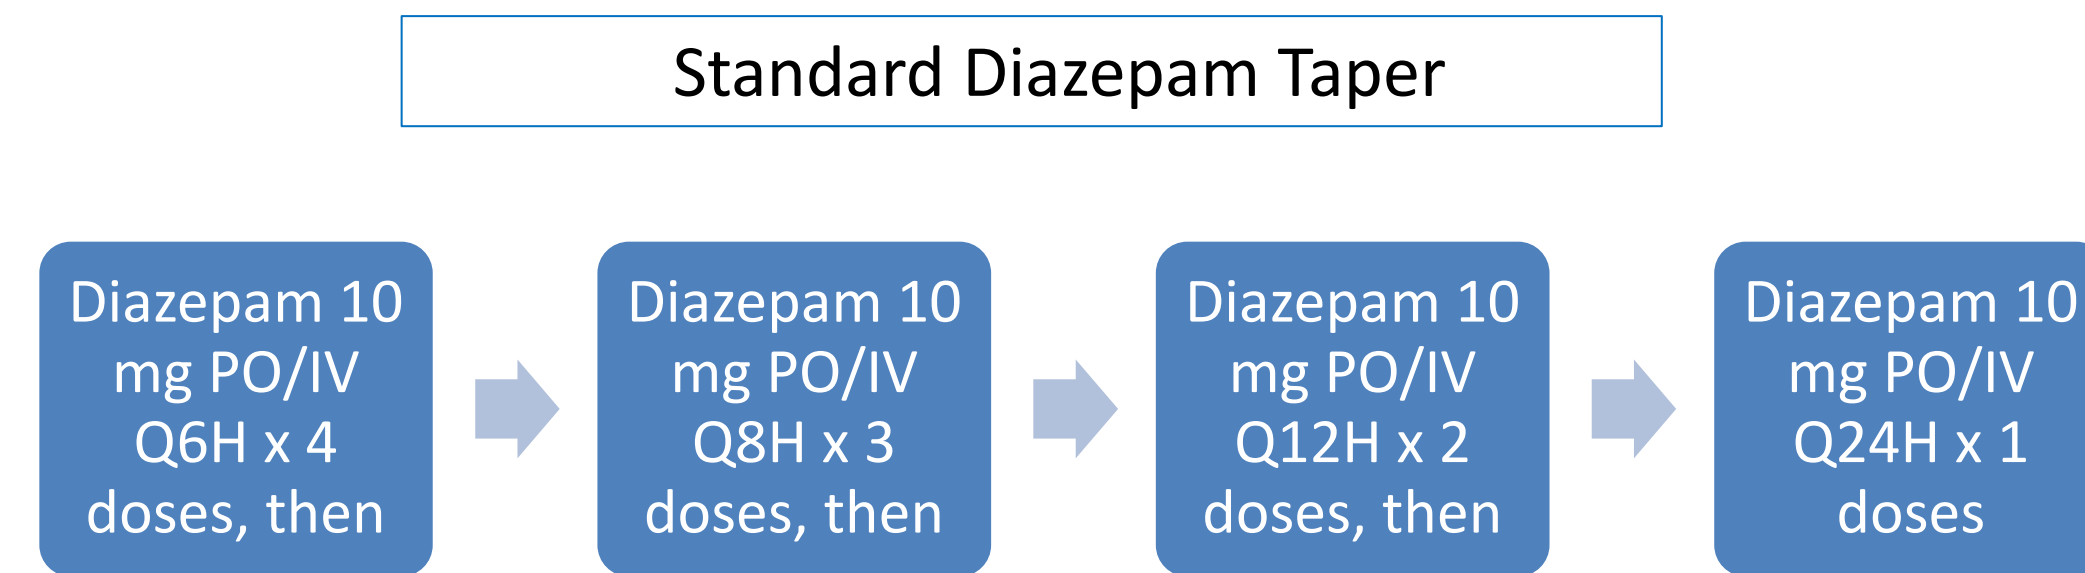 Standard Diazepam Taper
Diazepam 10
mg PO/IV
Q6H x 4
doses, then
Diazepam 10
mg PO/IV
Q8H x 3
doses, then
Diazepam 10
mg PO/IV
Q12H x 2
doses, then
Diazepam 10
mg PO/IV
Q24H x 1
doses